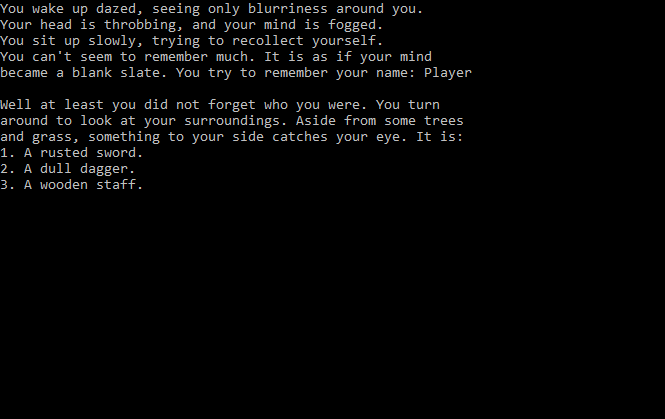 You wake up dazed, seeing only blurriness around you.
Your head is throbbing, and your mind is fogged.
You sit up slowly, trying to recollect yourself.
You can't seem to remember much. It is as if your mind
became a blank slate. You try to remember your name: Player
Well at least you did not forget who you were. You turn
around to look at your surroundings. Aside from some trees
and grass, something to your side catches your eye. It is:
1. A rusted sword.
2. A dull dagger.
3. A wooden staff.